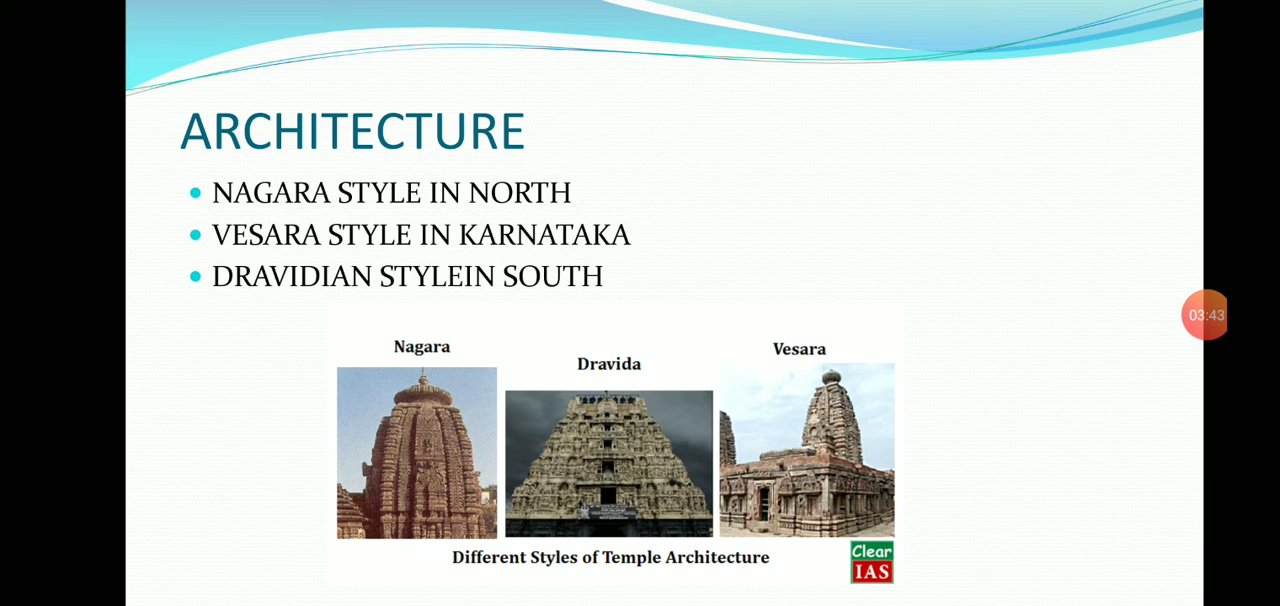 ARCHITECTURE
NAGARA STYLE IN NORTH
VESARA STYLE IN KARNATAKA
DRAVIDIAN STYLEIN SOUTH
Nagara
Dravida
Vesara
Different Styles of Temple Architecture
Clear
IAS
03:43